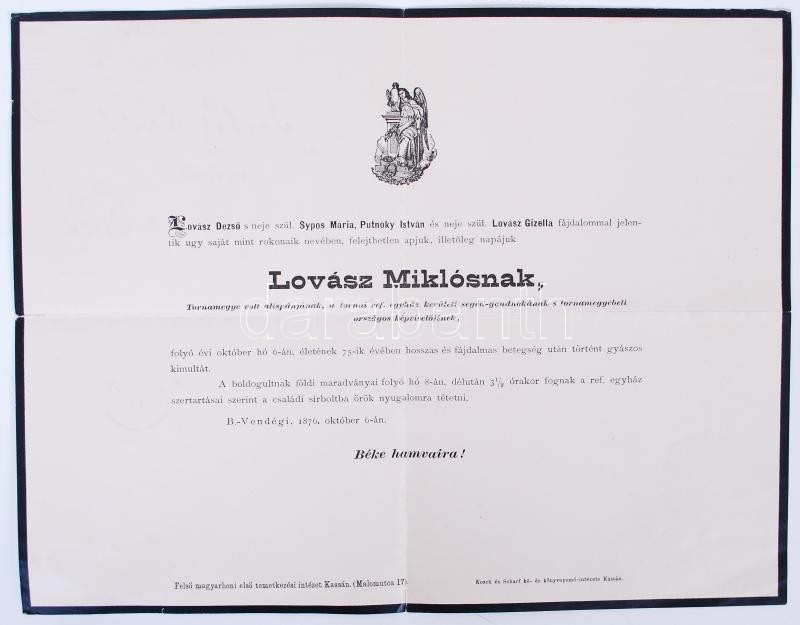 Lovász Dezső s neje szül. Sypos Mária, Putnoky István és neje szül. Lovász Gizella fájdalommal jelen-
tik ugy saját mint rokonaik nevében, felejthetlen apjuk, illetőleg napájuk
Lovász Miklósnak,
Tornamegye volt alispánjának, a tornai ref. egyház kerületi segéd-gondnokának s tornamegyebeli
országos képviselőjének,
folyó évi október hó 6-án, életének 75-ik évében hosszas és fájdalmas betegség után történt gyászos
kimultát.
A boldogultnak földi maradványai folyó hó 8-án, délután 3½ órakor fognak a ref. egyház
szertartásai szerint a családi sirboltba örök nyugalomra tétetni.
B.-Vendégi, 1876. október 6-án.
Béke hamvaira!
Felső magyarhoni első temetkezési intézet Kassán. (Malomutca 17).
Kosch és Scharf kő- és könyvnyomó-intézete Kassán.
darabanth